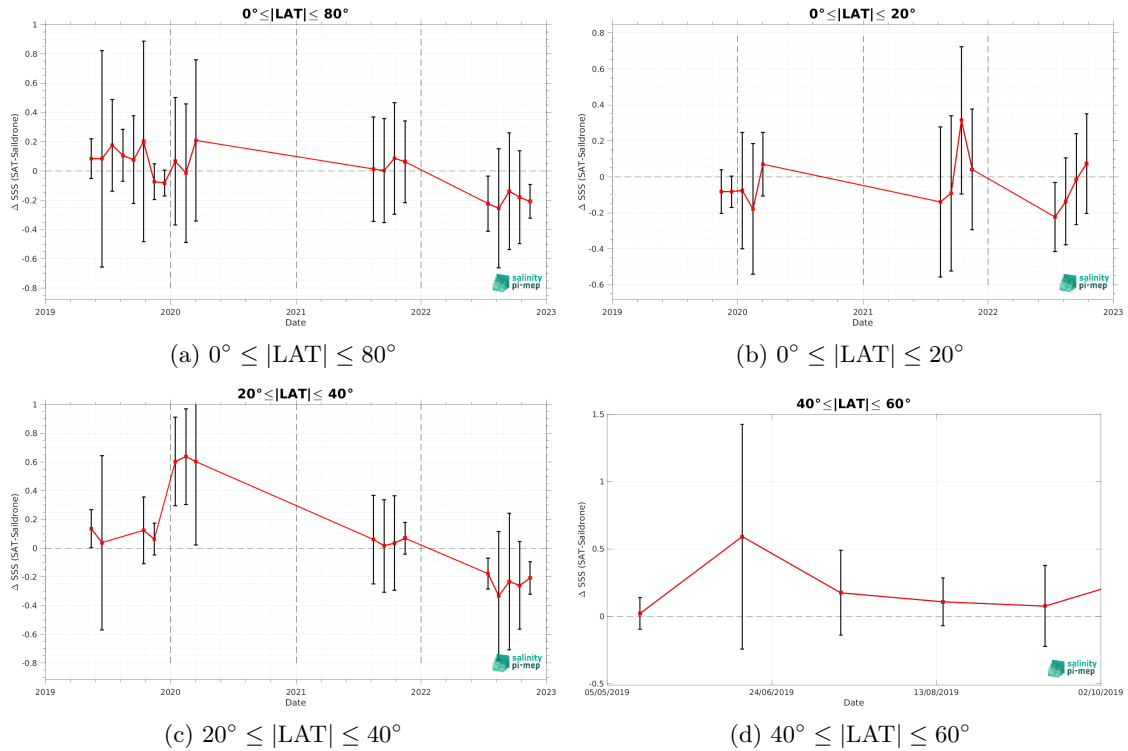 0°≤|LAT|≤ 80°
Δ SSS (SAT-Saildrone)
1
0.8
0.6
0.4
0.2
0
-0.2
-0.4
-0.6
-0.8
2019 2020 2021 2022 2023
Date
salinity
pi-mep
(a) 0° ≤ |LAT| ≤ 80°
0°≤|LAT|≤ 20°
Δ SSS (SAT-Saildrone)
0.8
0.6
0.4
0.2
0
-0.2
-0.4
-0.6
2019 2020 2021 2022 2023
Date
salinity
pi-mep
(b) 0° ≤ |LAT| ≤ 20°
20°≤|LAT|≤ 40°
Δ SSS (SAT-Saildrone)
1
0.8
0.6
0.4
0.2
0
-0.2
-0.4
-0.6
-0.8
2019 2020 2021 2022 2023
Date
salinity
pi-mep
(c) 20° ≤ |LAT| ≤ 40°
40°≤|LAT|≤ 60°
Δ SSS (SAT-Saildrone)
1.5
1
0.5
0
-0.5
05/05/2019 24/06/2019 13/08/2019 02/10/2019
Date
salinity
pi-mep
(d) 40° ≤ |LAT| ≤ 60°